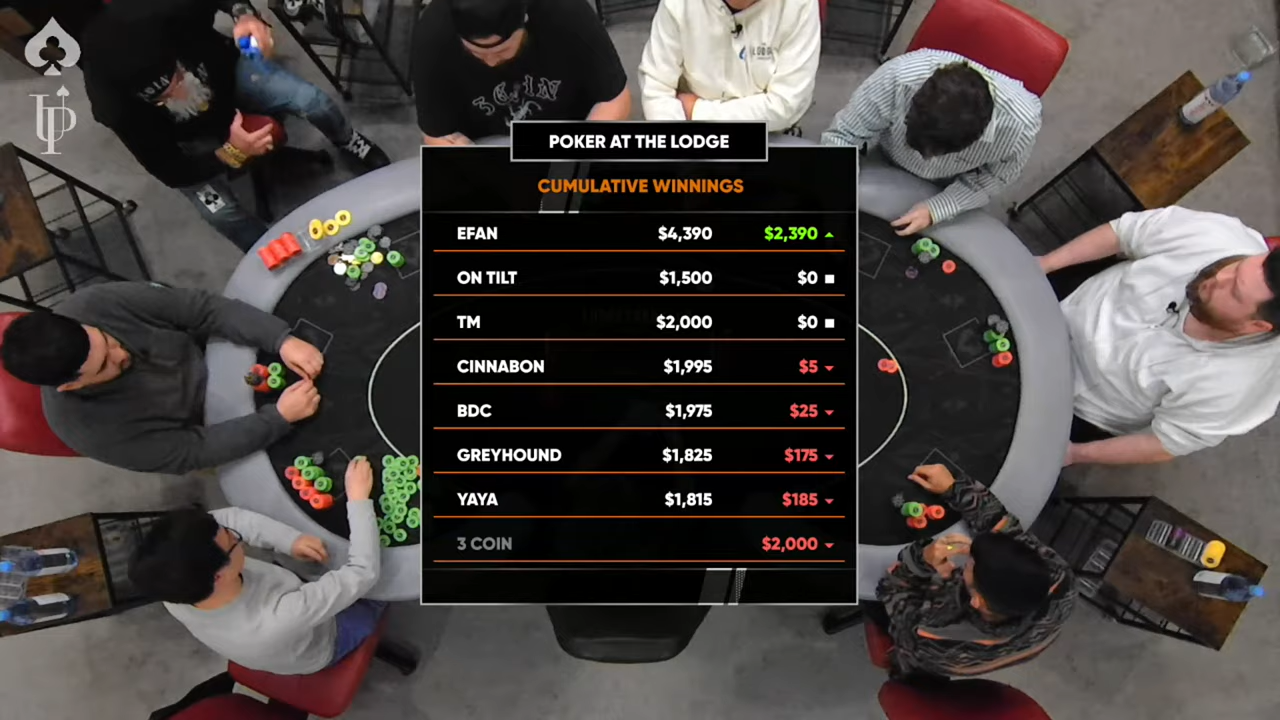 POKER AT THE LODGE
CUMULATIVE WINNINGS
EFAN $4,390 $2,390
ON TILT $1,500 $0
TM $2,000 $0
CINNABON $1,995 $5
BDC $1,975 $25
GREYHOUND $1,825 $175
YAYA $1,815 $185
3 COIN $2,000
3COIN